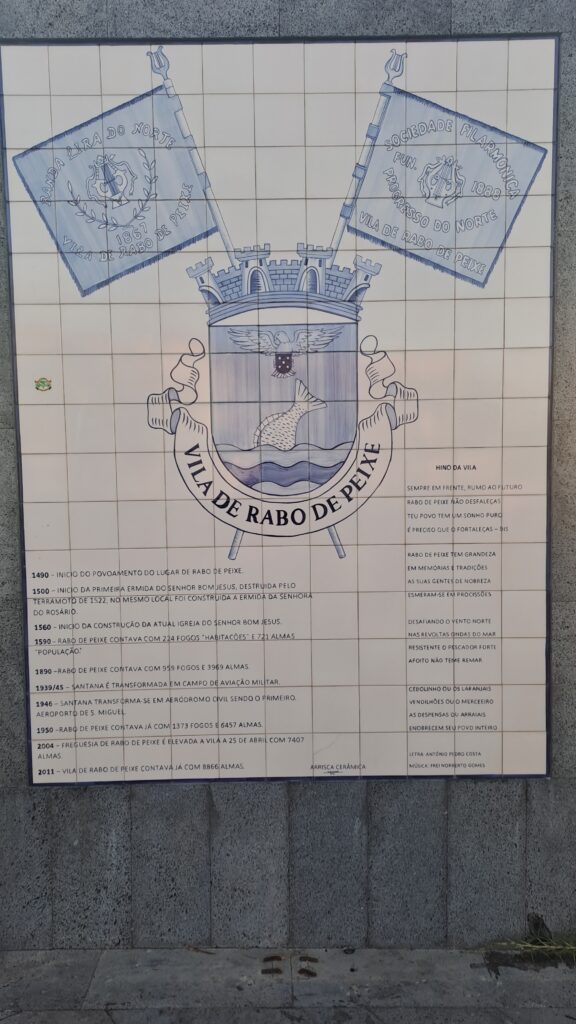 BANDA LIRA DO NORTE
1867
VILA DE RABO DE PEIXE
SOCIEDADE FILARMÓNICA
FUN. 1888
PROGRESSO DO NORTE
VILA DE RABO DE PEIXE
VILA DE RABO DE PEIXE
1490 – INICIO DO POVOAMENTO DO LUGAR DE RABO DE PEIXE.
1500 – INICIO DA PRIMEIRA ERMIDA DO SENHOR BOM JESUS, DESTRUIDA PELO
TERRAMOTO DE 1522, NO MESMO LOCAL FOI CONSTRUIDA A ERMIDA DA SENHORA
DO ROSÁRIO.
1560 – INICIO DA CONSTRUÇÃO DA ATUAL IGREJA DO SENHOR BOM JESUS.
1590 – RABO DE PEIXE CONTAVA COM 224 FOGOS "HABITAÇÕES" E 721 ALMAS
"POPULAÇÃO."
1890 –RABO DE PEIXE CONTAVA COM 959 FOGOS E 3969 ALMAS.
1939/45 – SANTANA É TRANSFORMADA EM CAMPO DE AVIAÇÃO MILITAR.
1946 – SANTANA TRANSFORMA-SE EM AERÓDROMO CIVIL SENDO O PRIMEIRO
AEROPORTO DE S. MIGUEL.
1950 –RABO DE PEIXE CONTAVA JÁ COM 1373 FOGOS E 6457 ALMAS.
2004 – FREGUESIA DE RABO DE PEIXE É ELEVADA A VILA A 25 DE ABRIL COM 7407
ALMAS.
2011 – VILA DE RABO DE PEIXE CONTAVA JÁ COM 8866 ALMAS.
ARRISCA CERÂMICA
HINO DA VILA
SEMPRE EM FRENTE, RUMO AO FUTURO
RABO DE PEIXE NÃO DESFALEÇAS
TEU POVO TEM UM SONHO PURO
É PRECISO QUE O FORTALEÇAS – BIS
RABO DE PEIXE TEM GRANDEZA
EM MEMÓRIAS E TRADIÇÕES
AS SUAS GENTES DE NOBREZA
ESMERAM-SE EM PROCISSÕES
DESAFIANDO O VENTO NORTE
NAS REVOLTAS ONDAS DO MAR
RESISTENTE O PESCADOR FORTE
AFOITO NÃO TEME REMAR
CEBOLINHO OU OS LARANJAIS
VENDILHÕES OU O MERCEEIRO
AS DESPENSAS OU ARRAIAIS
ENOBRECEM SEU POVO INTEIRO
LETRA: ANTÓNIO PEDRO COSTA
MÚSICA: FREI NORBERTO GOMES